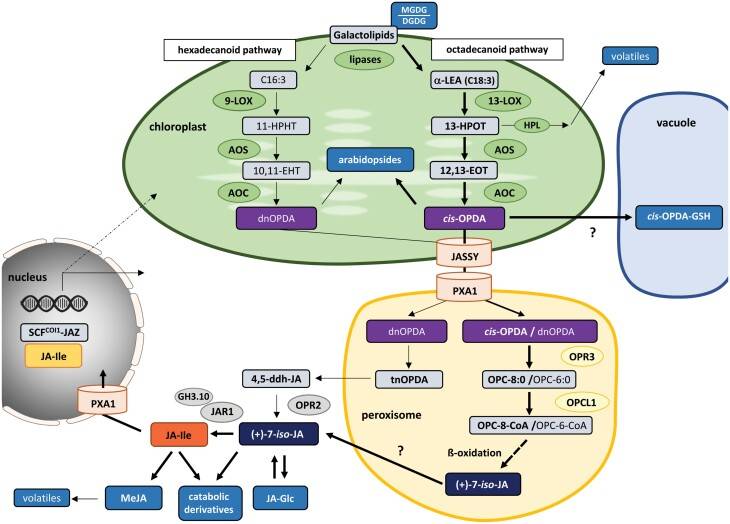 MGDG
DGDG
Galactolipids
hexadecanoid pathway
octadecanoid pathway
lipases
C16:3
α-LEA (C18:3)
volatiles
9-LOX
13-LOX
chloroplast
11-HPHT
13-HPOT
HPL
vacuole
AOS
AOS
arabidopsides
10,11-EHT
12,13-EOT
AOC
AOC
dnOPDA
cis-OPDA
cis-OPDA-GSH
?
JASSY
nucleus
PXA1
SCFCOI1-JAZ
JA-Ile
dnOPDA
cis-OPDA / dnOPDA
OPR3
4,5-ddh-JA
tnOPDA
OPC-8:0 /OPC-6:0
PXA1
GH3.10
JAR1
OPR2
peroxisome
OPCL1
OPC-8-CoA /OPC-6-CoA
JA-Ile
(+)-7-iso-JA
?
ß-oxidation
(+)-7-iso-JA
volatiles
MeJA
catabolic
derivatives
JA-Glc